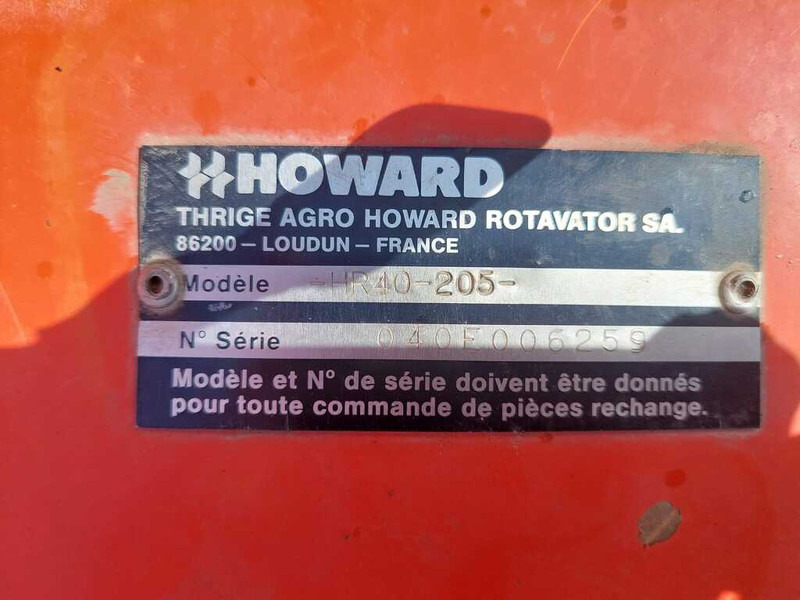 HOWARD
THRIGE AGRO HOWARD ROTAVATOR SA.
86200 – LOUDUN – FRANCE
Modèle -HR40-205-
N° Série 040E006259
Modèle et N° de série doivent être donnés
pour toute commande de pièces rechange.